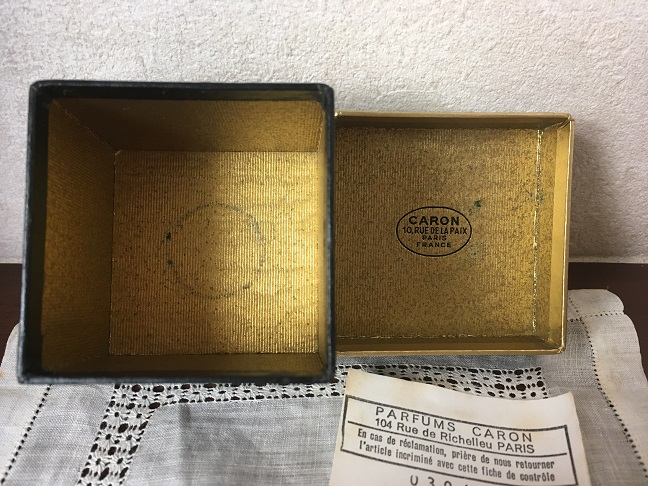 CARON
10, RUE DE LA PAIX
PARIS
FRANCE
PARFUMS CARON
104 Rue de Richelieu PARIS
En cas de réclamation, prière de nous retourner
l'article incriminé avec cette fiche de contrôle